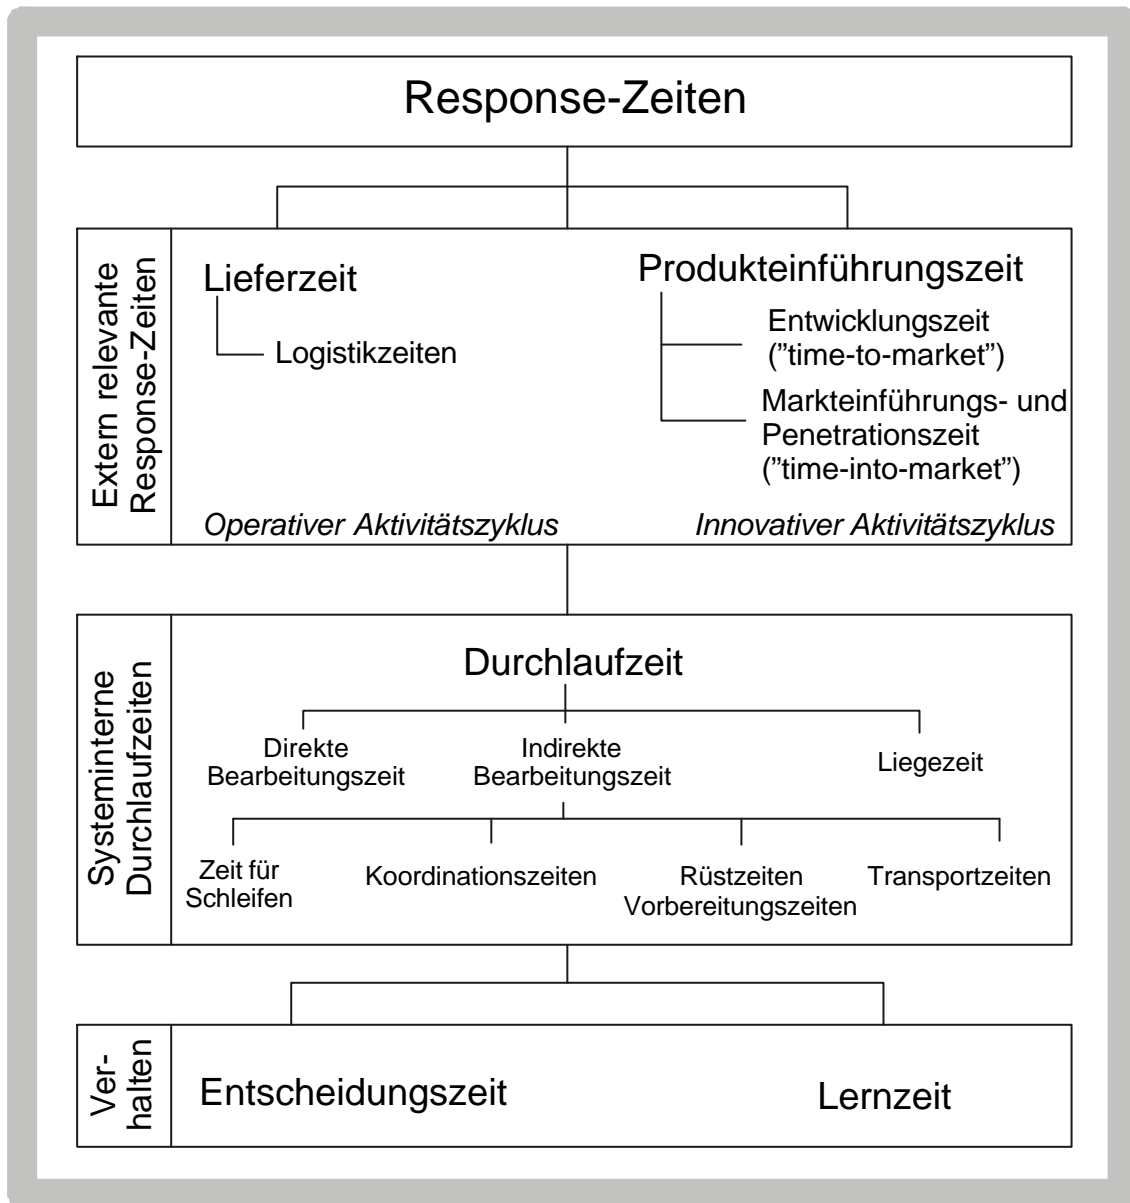 Response-Zeiten
Extern relevante
Response-Zeiten
Lieferzeit
Logistikzeiten
Produkteinführungszeit
Entwicklungszeit
(”time-to-market”)
Markteinführungs- und
Penetrationszeit
(”time-into-market”)
Operativer Aktivitätszyklus
Innovativer Aktivitätszyklus
Systeminterne
Durchlaufzeiten
Durchlaufzeit
Direkte
Bearbeitungszeit
Indirekte
Bearbeitungszeit
Liegezeit
Zeit für
Schleifen
Koordinationszeiten
Rüstzeiten
Vorbereitungszeiten
Transportzeiten
Ver-
halten
Entscheidungszeit
Lernzeit